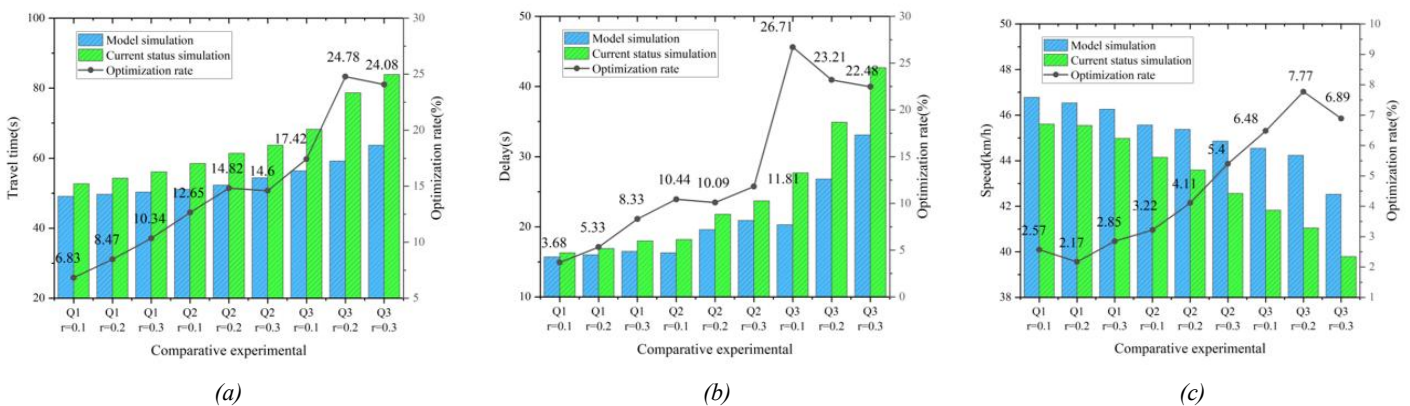 100
80
60
40
20
Travel time(s)
30
25
20
15
10
5
Optimization rate(%)
Model simulation
Current status simulation
Optimization rate
6.83
8.47
10.34
12.65
14.82
14.6
17.42
24.78
24.08
Q1 Q1 Q1 Q2 Q2 Q2 Q3 Q3 Q3
r=0.1 r=0.2 r=0.3 r=0.1 r=0.2 r=0.3 r=0.1 r=0.2 r=0.3
Comparative experimental
(a)
50
40
30
20
10
Delay(s)
30
25
20
15
10
5
0
Optimization rate(%)
Model simulation
Current status simulation
Optimization rate
3.68
5.33
8.33
10.44
10.09
11.81
26.71
23.21
22.48
Q1 Q1 Q1 Q2 Q2 Q2 Q3 Q3 Q3
r=0.1 r=0.2 r=0.3 r=0.1 r=0.2 r=0.3 r=0.1 r=0.2 r=0.3
Comparative experimental
(b)
50
48
46
44
42
40
38
Speed(km/h)
10
9
8
7
6
5
4
3
2
1
Optimization rate(%)
Model simulation
Current status simulation
Optimization rate
2.57
2.17
2.85
3.22
4.11
5.4
6.48
7.77
6.89
Q1 Q1 Q1 Q2 Q2 Q2 Q3 Q3 Q3
r=0.1 r=0.2 r=0.3 r=0.1 r=0.2 r=0.3 r=0.1 r=0.2 r=0.3
Comparative experimental
(c)